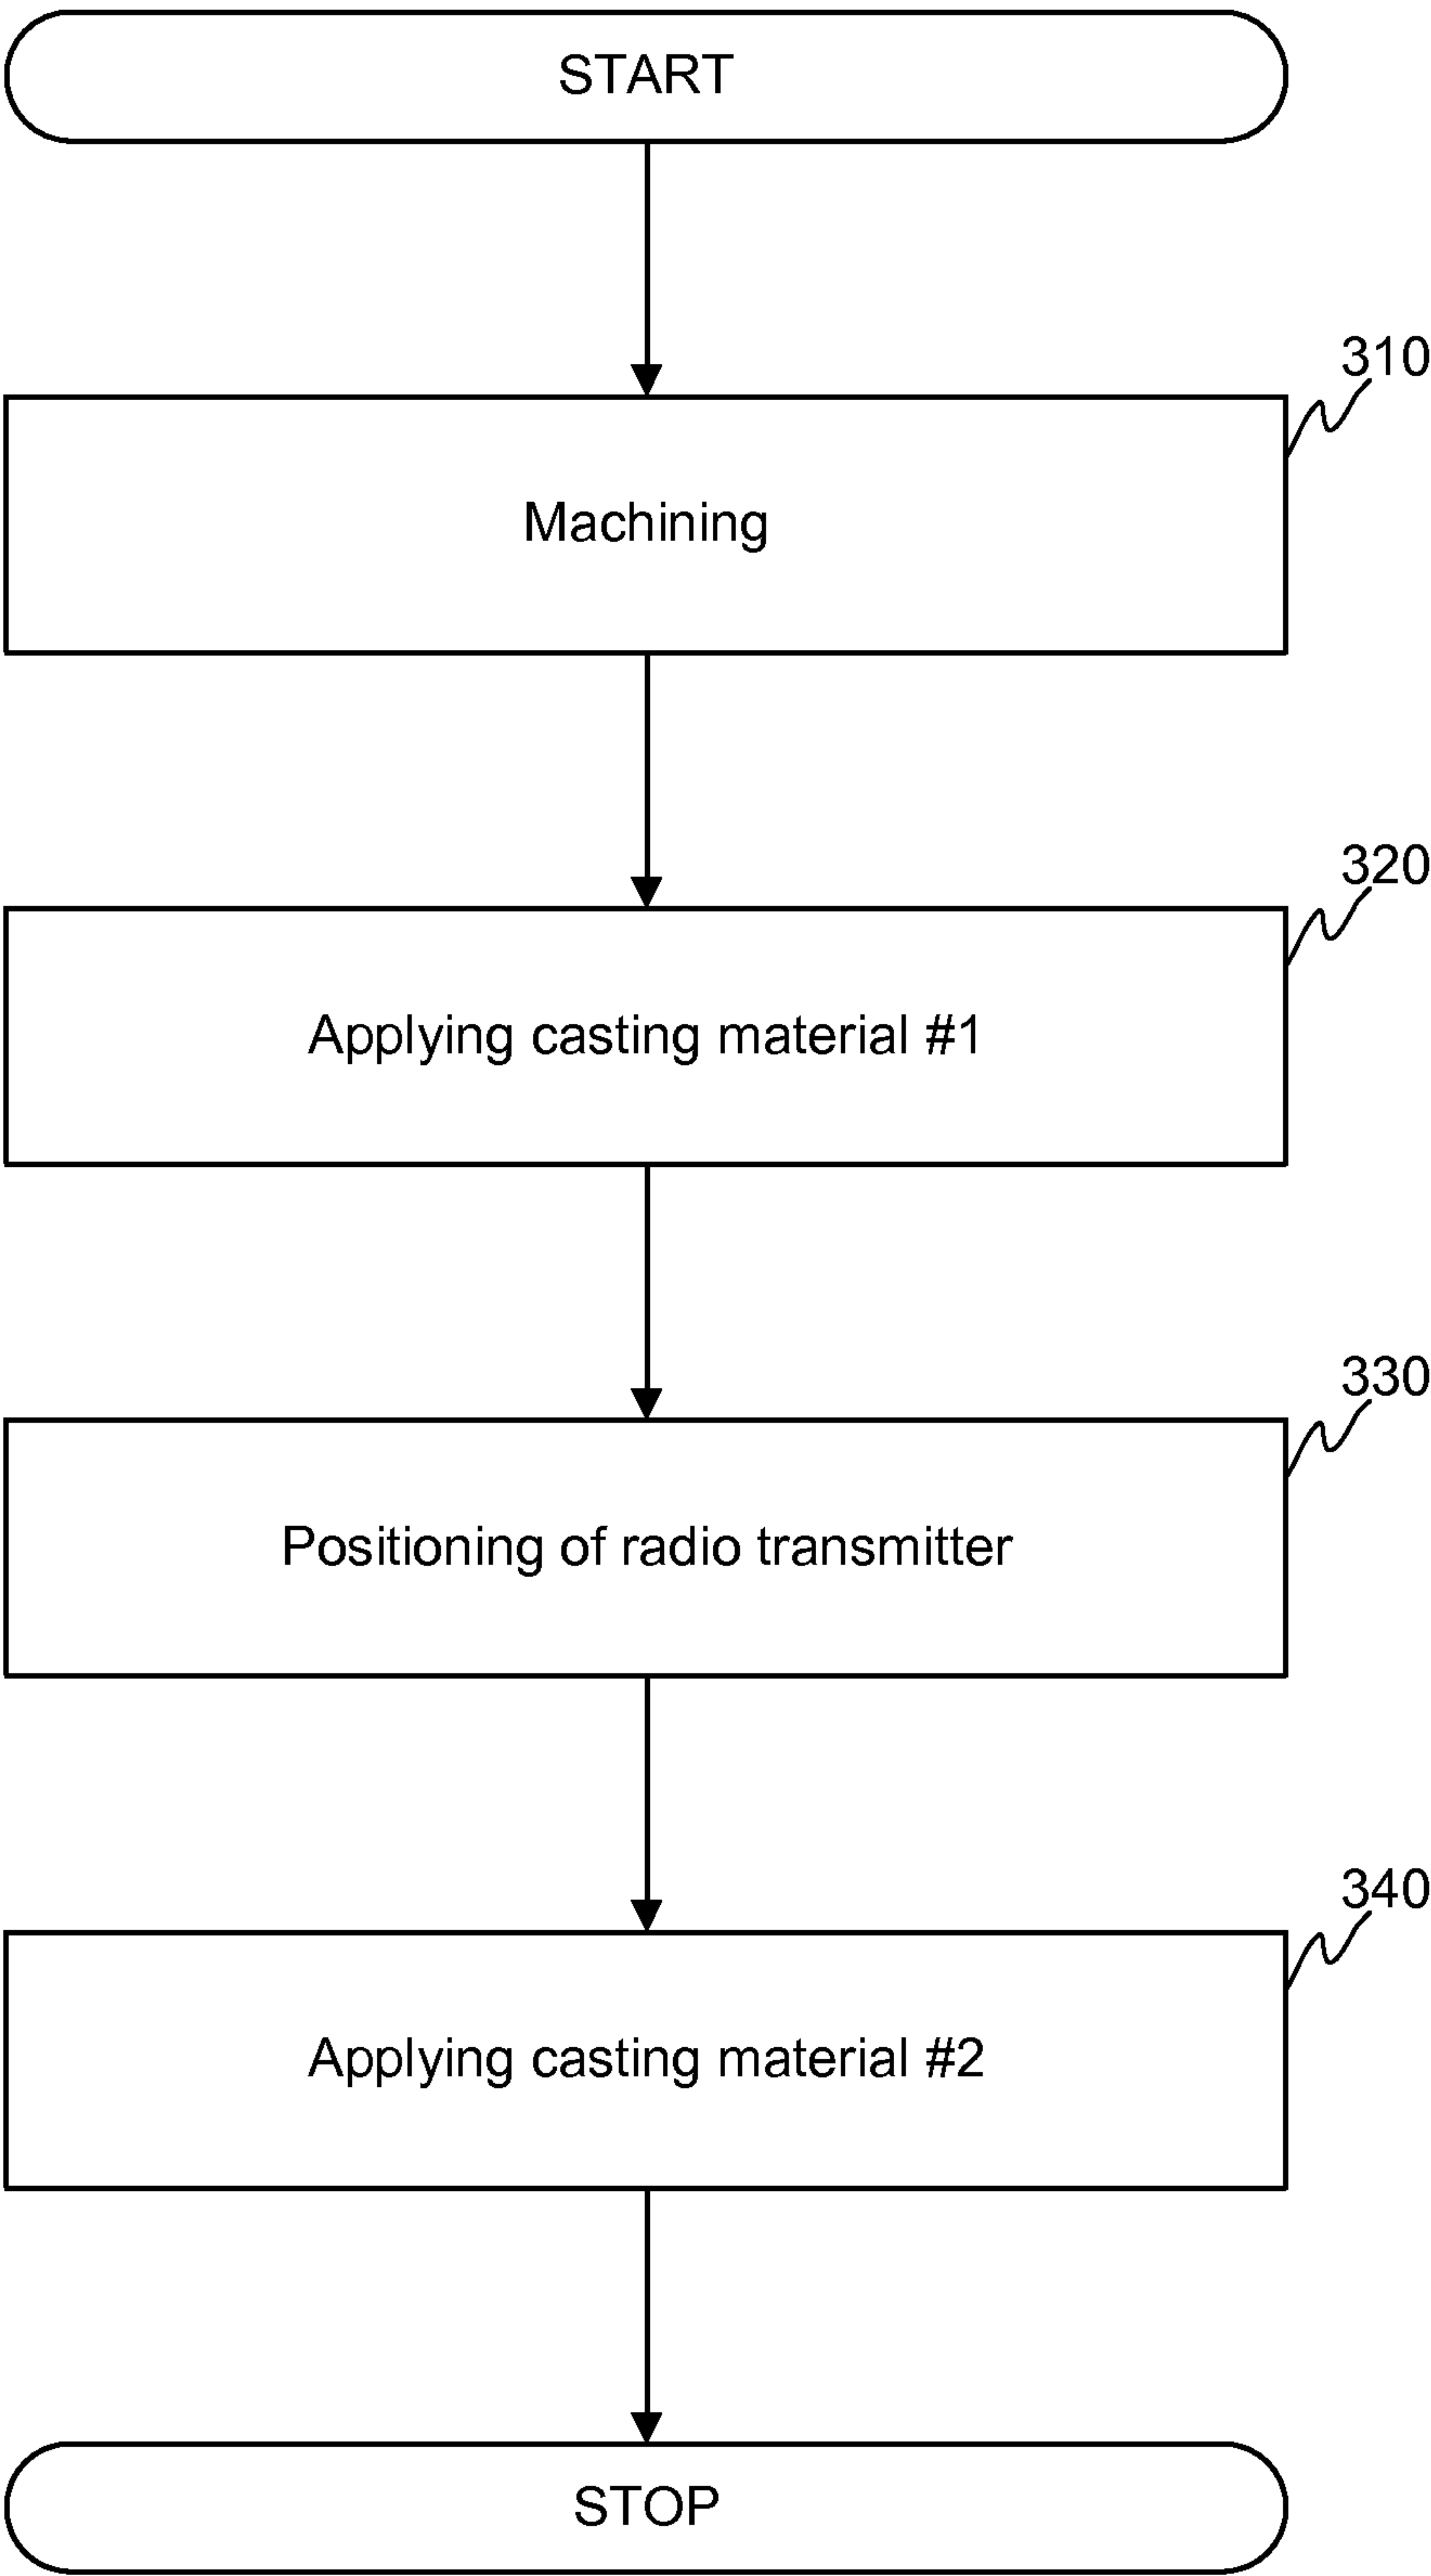 START
310
Machining
320
Applying casting material #1
330
Positioning of radio transmitter
340
Applying casting material #2
STOP